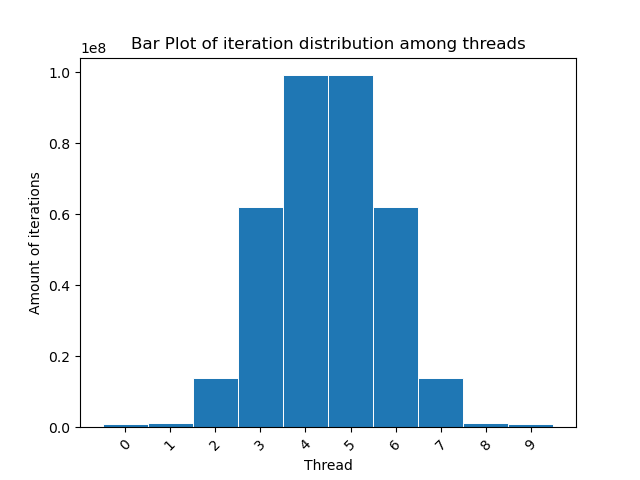 Bar Plot of iteration distribution among threads
1e8
1.0
0.8
0.6
0.4
0.2
0.0
Amount of iterations
0 1 2 3 4 5 6 7 8 9
Thread